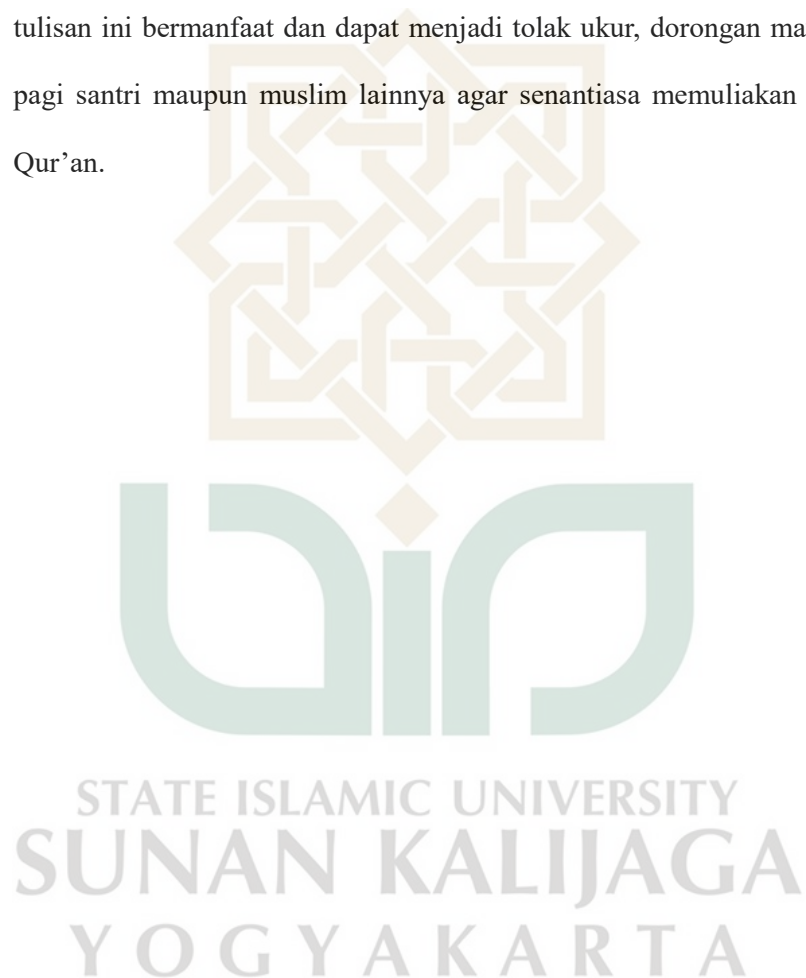 tulisan ini bermanfaat dan dapat menjadi tolak ukur, dorongan ma
pagi santri maupun muslim lainnya agar senantiasa memuliakan
Qur’an.
STATE ISLAMIC UNIVERSITY
SUNAN KALIJAGA
YOGYAKARTA